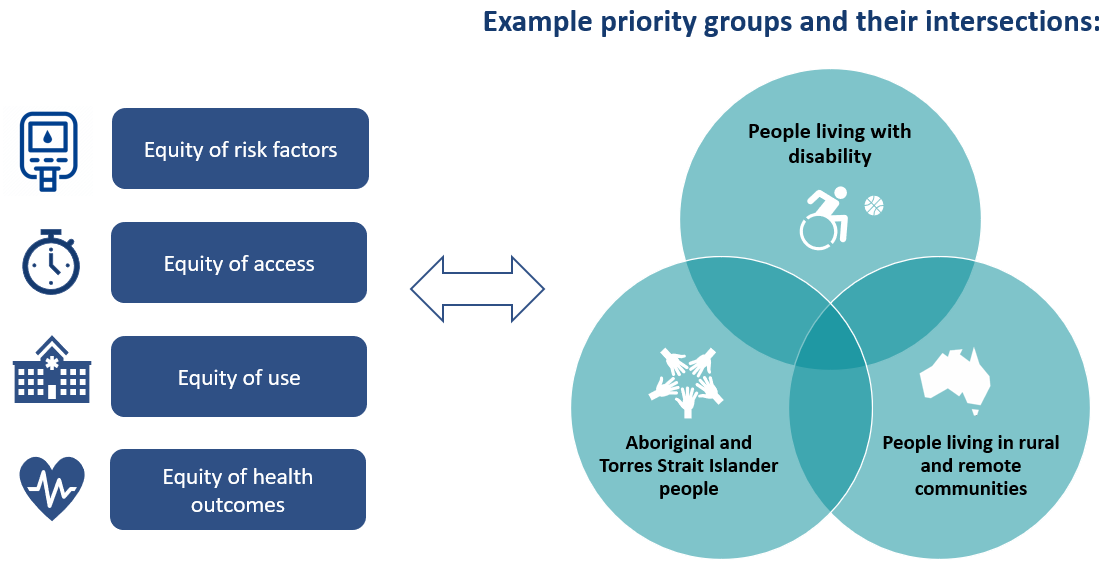 Example priority groups and their intersections:
Equity of risk factors
Equity of access
Equity of use
Equity of health
outcomes
People living with
disability
Aboriginal and
Torres Strait Islander
people
People living in rural
and remote
communities